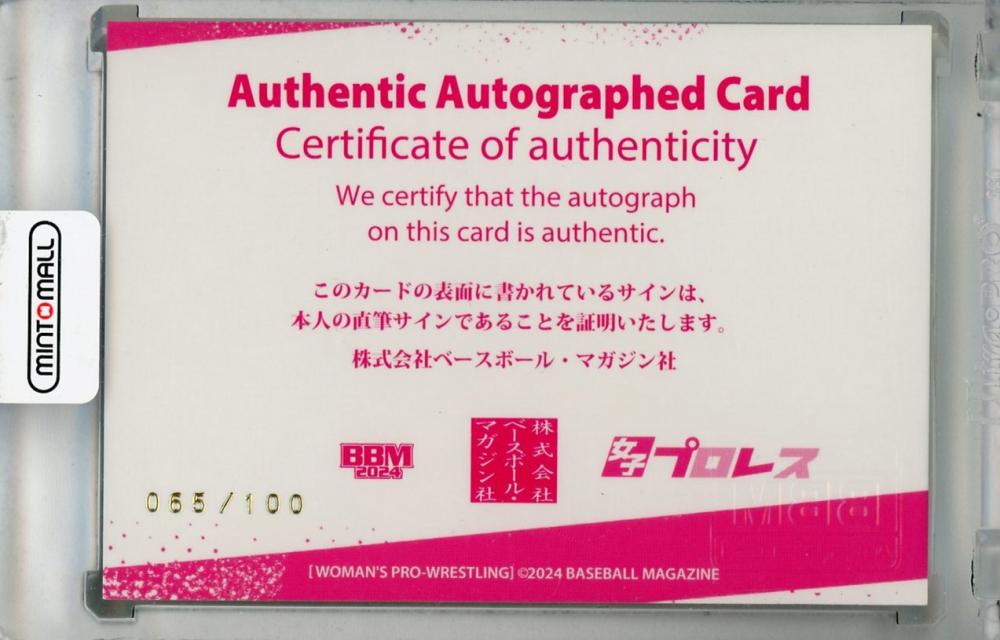 Authentic Autographed Card
Certificate of authenticity
We certify that the autograph
on this card is authentic.
このカードの表面に書かれているサインは、
本人の直筆サインであることを証明いたします。
株式会社ベースボール・マガジン社
MINTOMALL
BBM
2024
株式会社
ベースボール・
マガジン社
女子プロレス
065/100
BBM
[WOMAN'S PRO-WRESTLING] ©2024 BASEBALL MAGAZINE